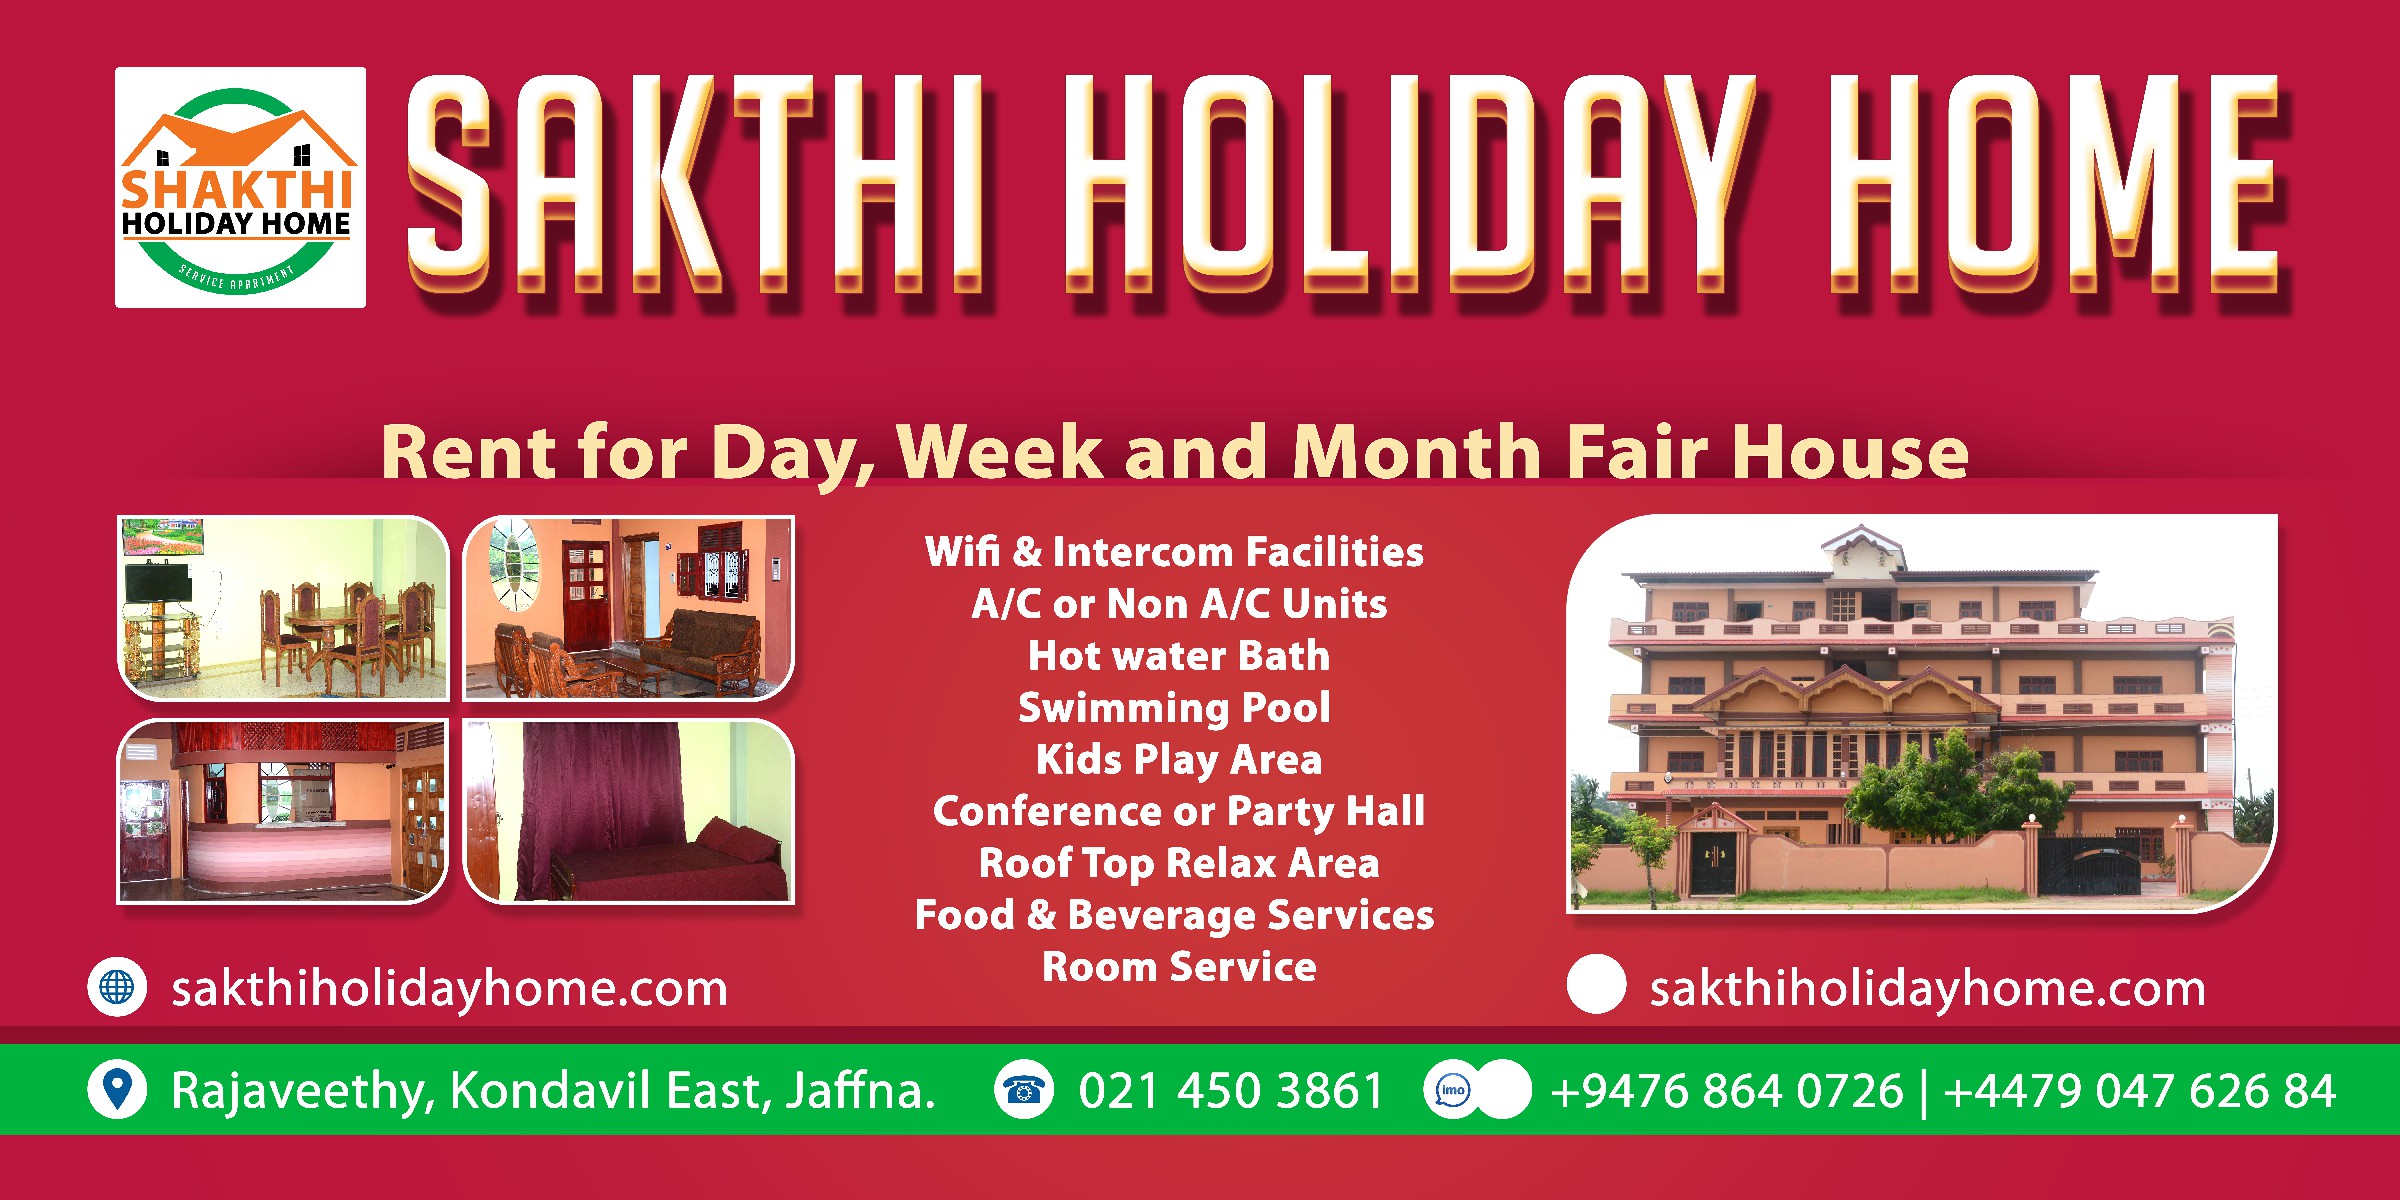 SHAKTHI
HOLIDAY HOME
SERVICE APARTMENT
SAKTHI HOLIDAY HOME
Rent for Day, Week and Month Fair House
Wifi & Intercom Facilities
A/C or Non A/C Units
Hot water Bath
Swimming Pool
Kids Play Area
Conference or Party Hall
Roof Top Relax Area
Food & Beverage Services
Room Service
sakthiholidayhome.com
sakthiholidayhome.com
Rajaveethy, Kondavil East, Jaffna.
021 450 3861
imo
+9476 864 0726 | +4479 047 626 84